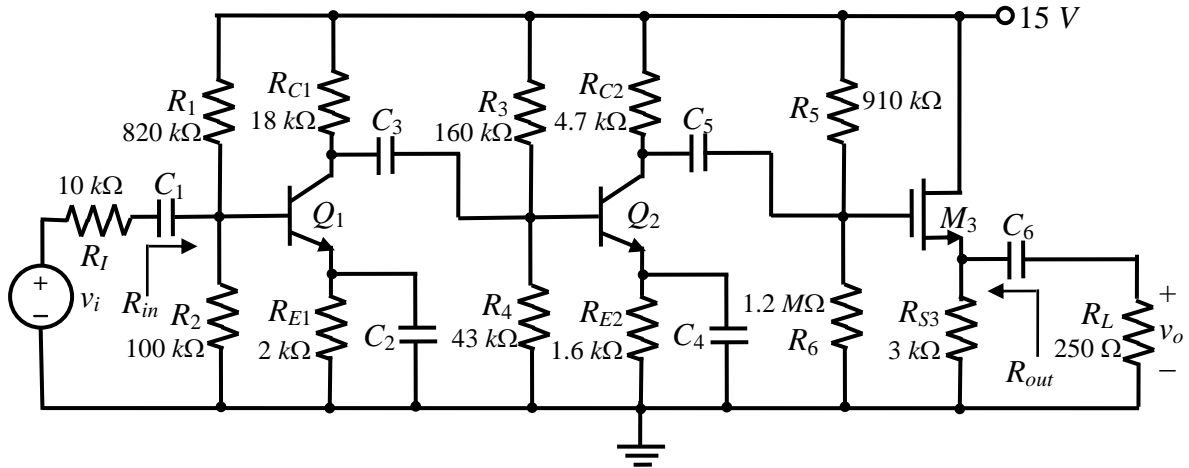 15 V
R1
820 kΩ
RC1
18 kΩ
C3
R3
160 kΩ
RC2
4.7 kΩ
C5
R5
910 kΩ
10 kΩ
RI
C1
Q1
Q2
M3
C6
+
−
vi
Rin
R2
100 kΩ
RE1
2 kΩ
C2
R4
43 kΩ
RE2
1.6 kΩ
C4
1.2 MΩ
R6
RS3
3 kΩ
Rout
RL
250 Ω
+
vo
−